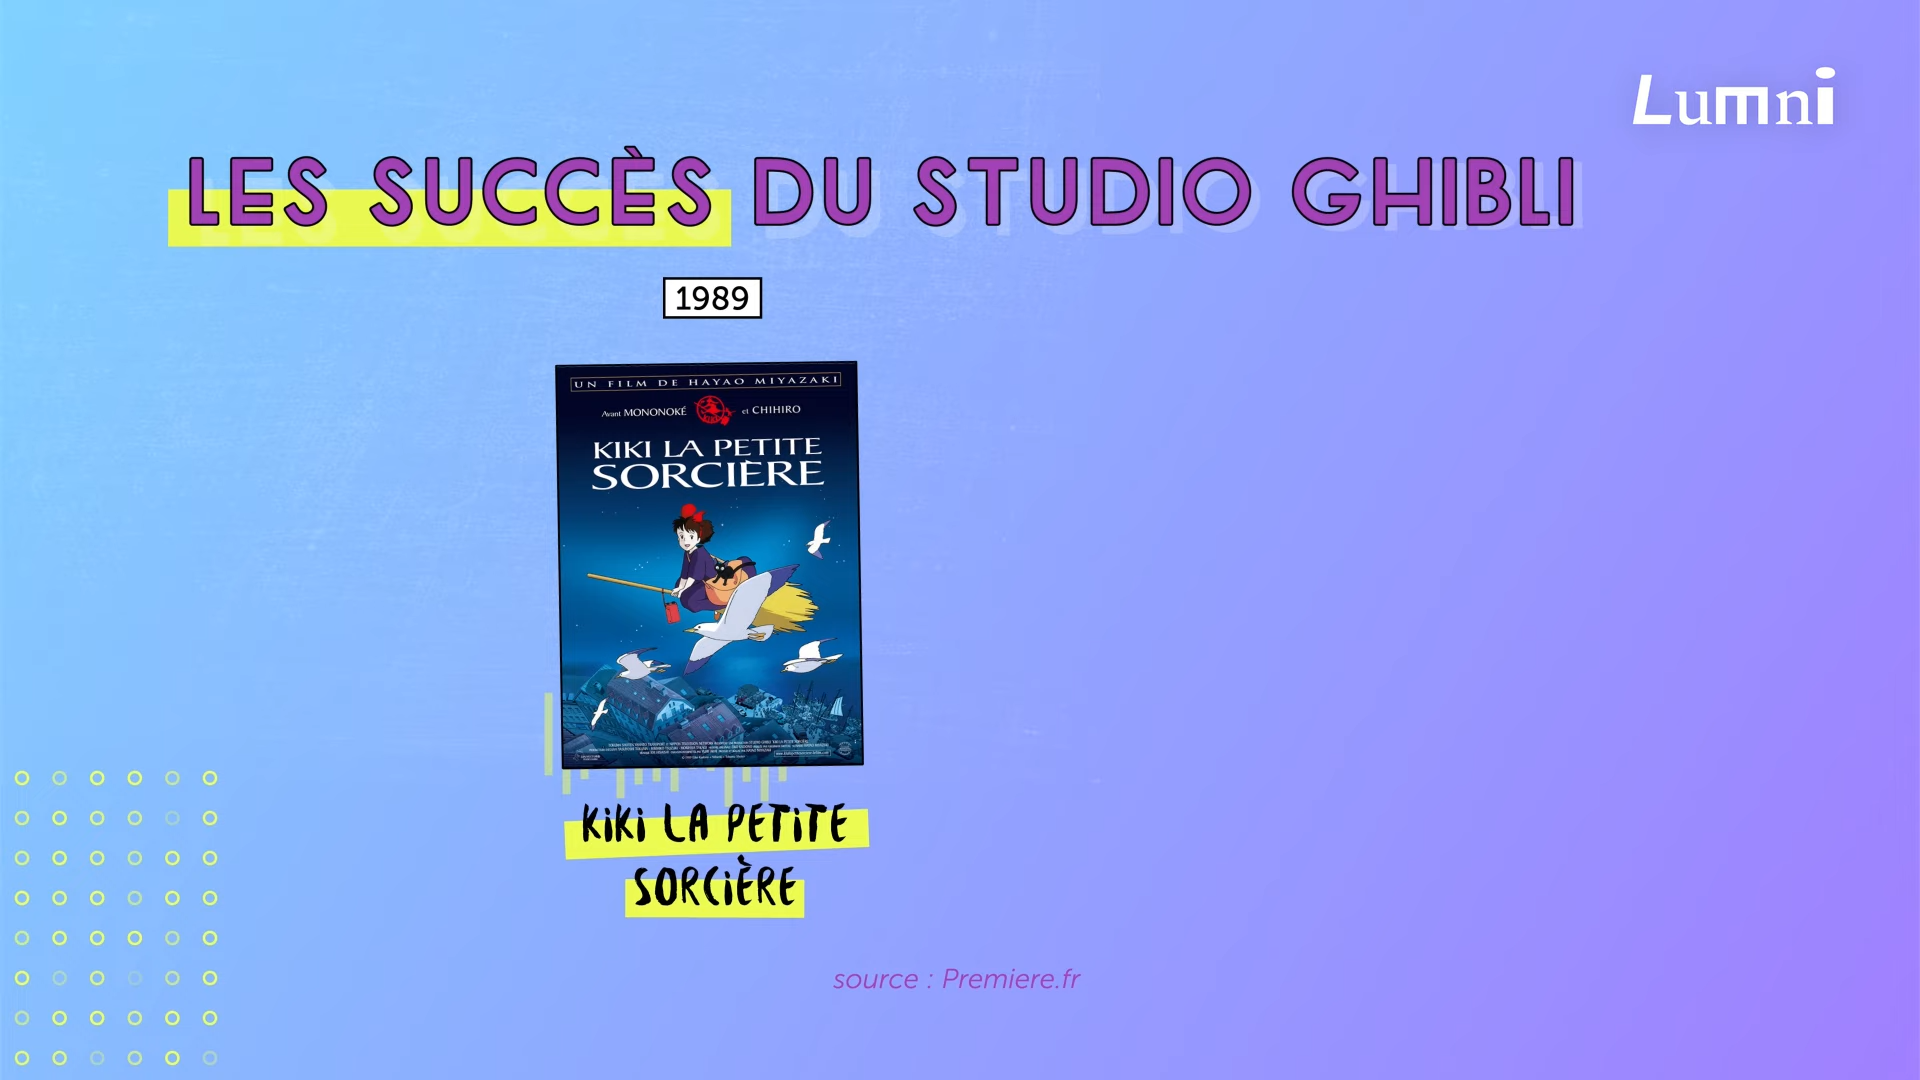 Lumni
LES SUCCÈS DU STUDIO GHIBLI
1989
UN FILM DE HAYAO MIYAZAKI
Avant MONONOKÉ et CHIHIRO
KIKI LA PETITE
SORCIÈRE
KiKi LA PETiTE
SORCiÈRE
source : Premiere.fr